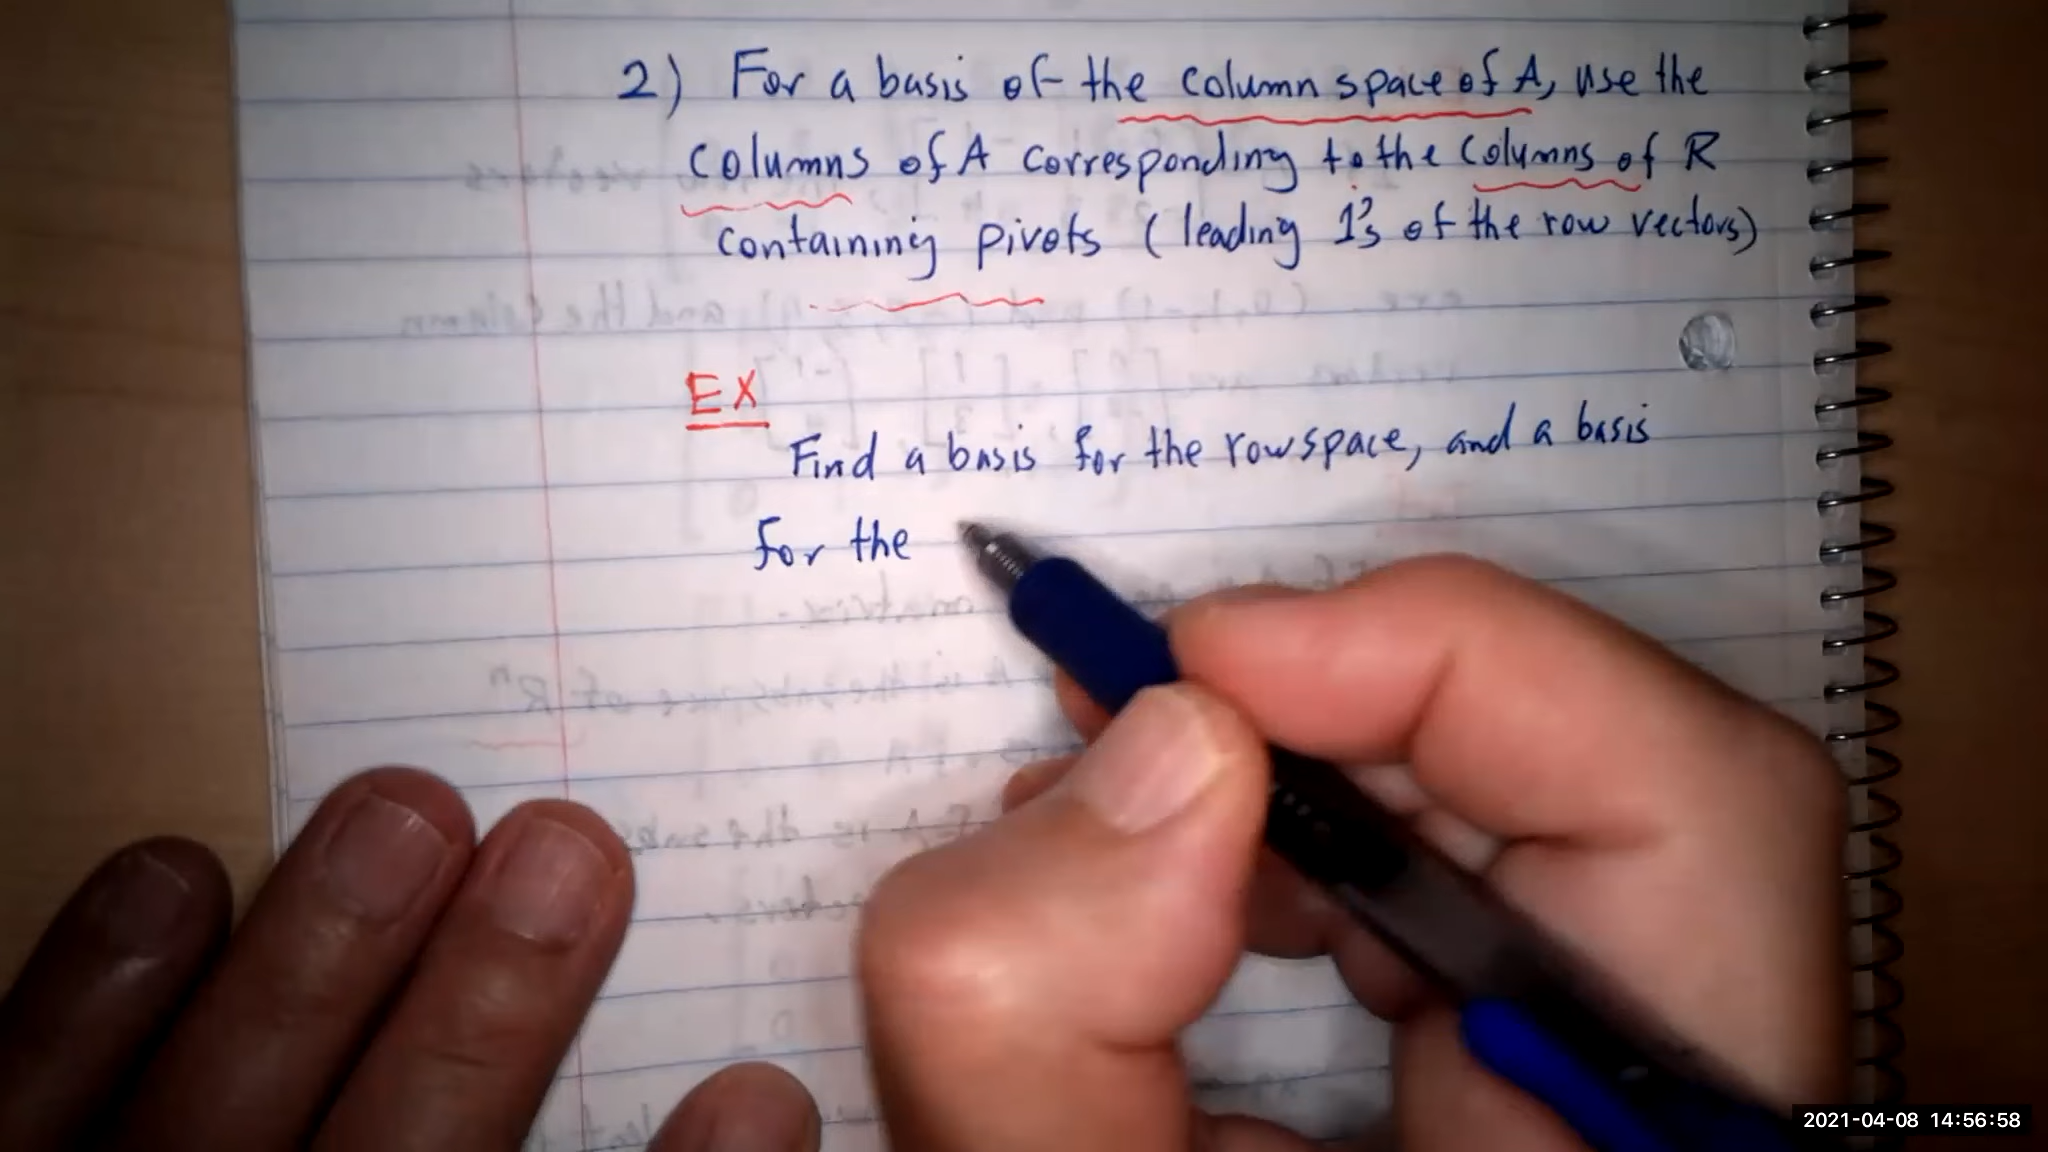 2) For a basis of the column space of A, use the
columns of A corresponding to the columns of R
containing pivots (leading 1's of the row vectors)
EX
Find a basis for the rowspace, and a basis
for the
2021-04-08 14:56:58